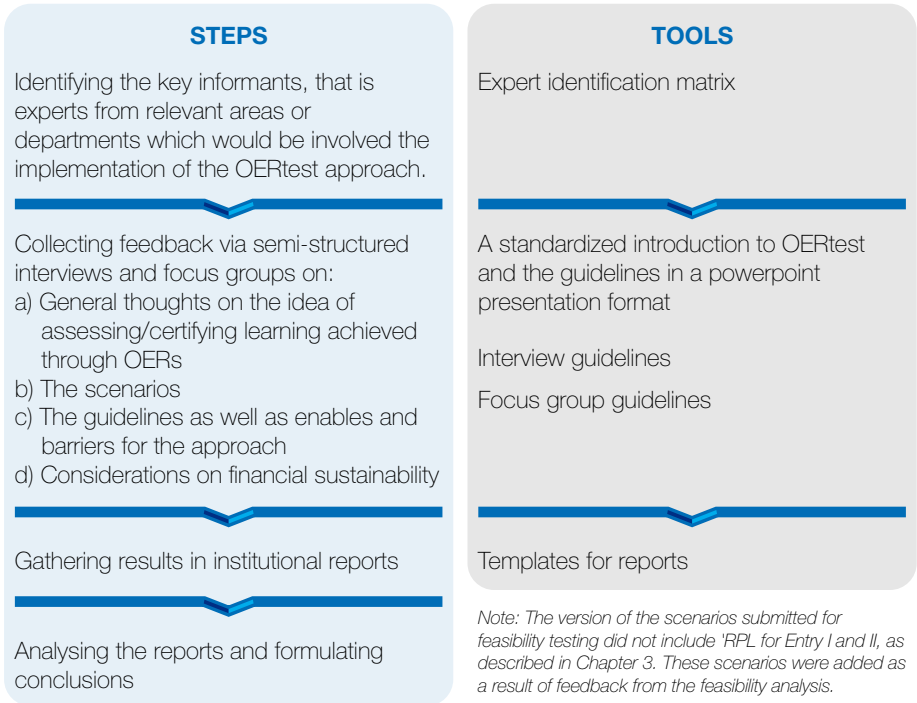 STEPS
Identifying the key informants, that is
experts from relevant areas or
departments which would be involved the
implementation of the OERtest approach.
Collecting feedback via semi-structured
interviews and focus groups on:
a) General thoughts on the idea of
assessing/certifying learning achieved
through OERs
b) The scenarios
c) The guidelines as well as enables and
barriers for the approach
d) Considerations on financial sustainability
Gathering results in institutional reports
Analysing the reports and formulating
conclusions
TOOLS
Expert identification matrix
A standardized introduction to OERtest
and the guidelines in a powerpoint
presentation format
Interview guidelines
Focus group guidelines
Templates for reports
Note: The version of the scenarios submitted for
feasibility testing did not include 'RPL for Entry I and II, as
described in Chapter 3. These scenarios were added as
a result of feedback from the feasibility analysis.